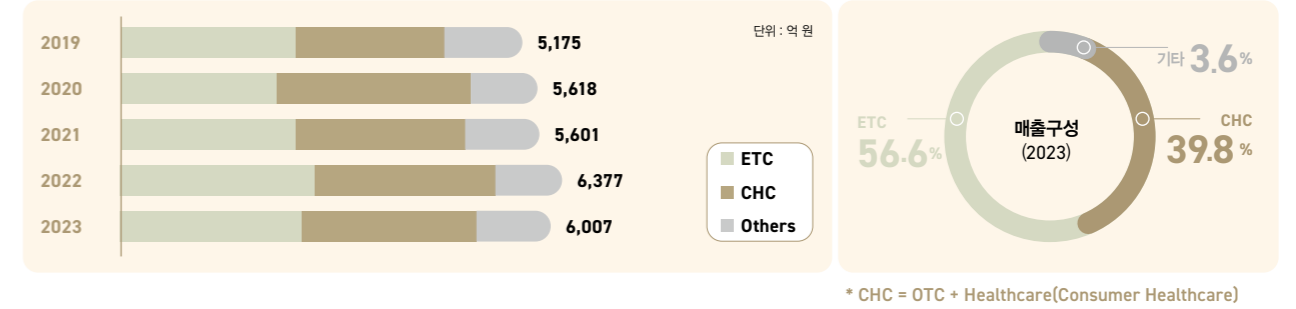 단위 : 억 원
2019 5,175
2020 5,618
2021 5,601
2022 6,377
2023 6,007
ETC
CHC
Others
매출구성
(2023)
기타 3.6%
ETC
56.6%
CHC
39.8%
* CHC = OTC + Healthcare(Consumer Healthcare)